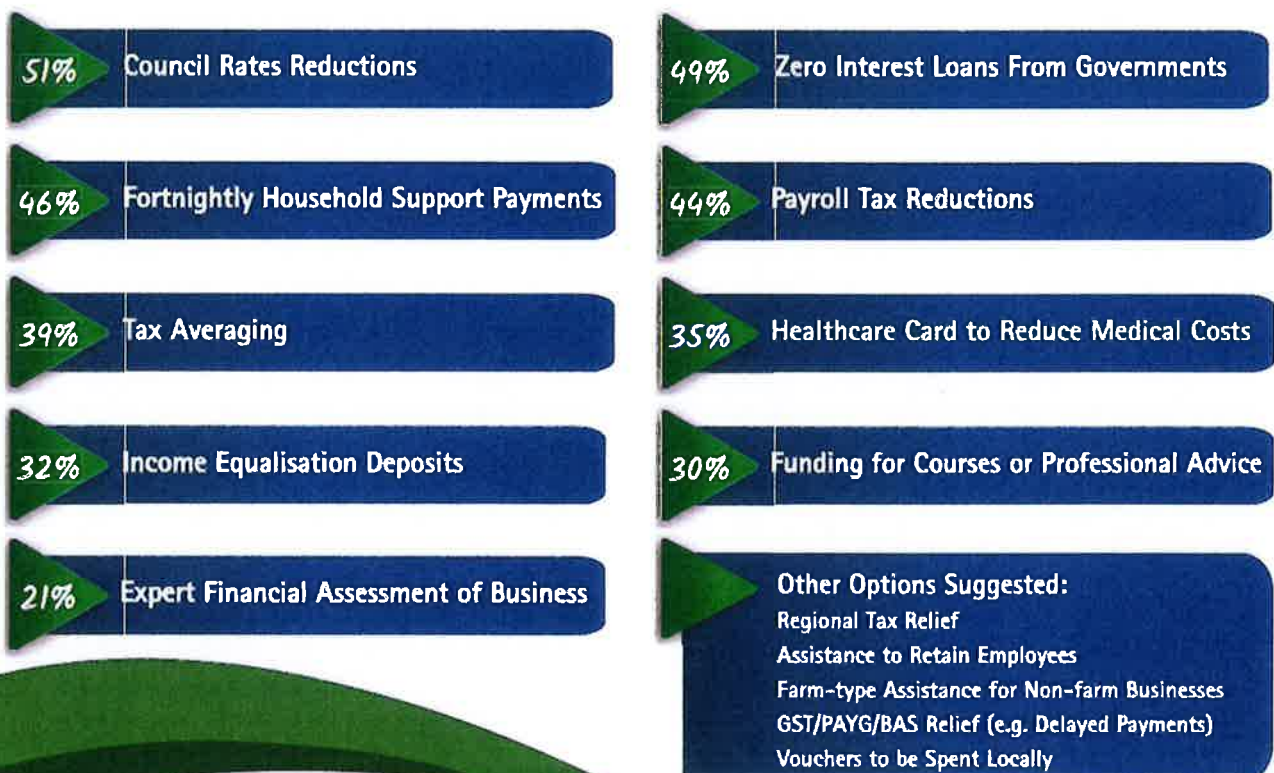 51% Council Rates Reductions
49% Zero Interest Loans From Governments
46% Fortnightly Household Support Payments
44% Payroll Tax Reductions
39% Tax Averaging
35% Healthcare Card to Reduce Medical Costs
32% Income Equalisation Deposits
30% Funding for Courses or Professional Advice
21% Expert Financial Assessment of Business
Other Options Suggested:
Regional Tax Relief
Assistance to Retain Employees
Farm-type Assistance for Non-farm Businesses
GST/PAYG/BAS Relief (e.g. Delayed Payments)
Vouchers to be Spent Locally